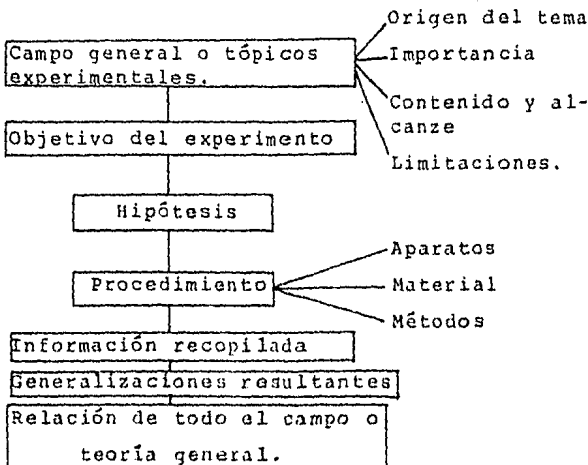 Origen del tema
Campo general o tópicos
experimentales.
Importancia
Contenido y al-
canze
Limitaciones.
Objetivo del experimento
Hipótesis
Procedimiento
Aparatos
Material
Métodos
Información recopilada
Generalizaciones resultantes
Relación de todo el campo o
teoría general.